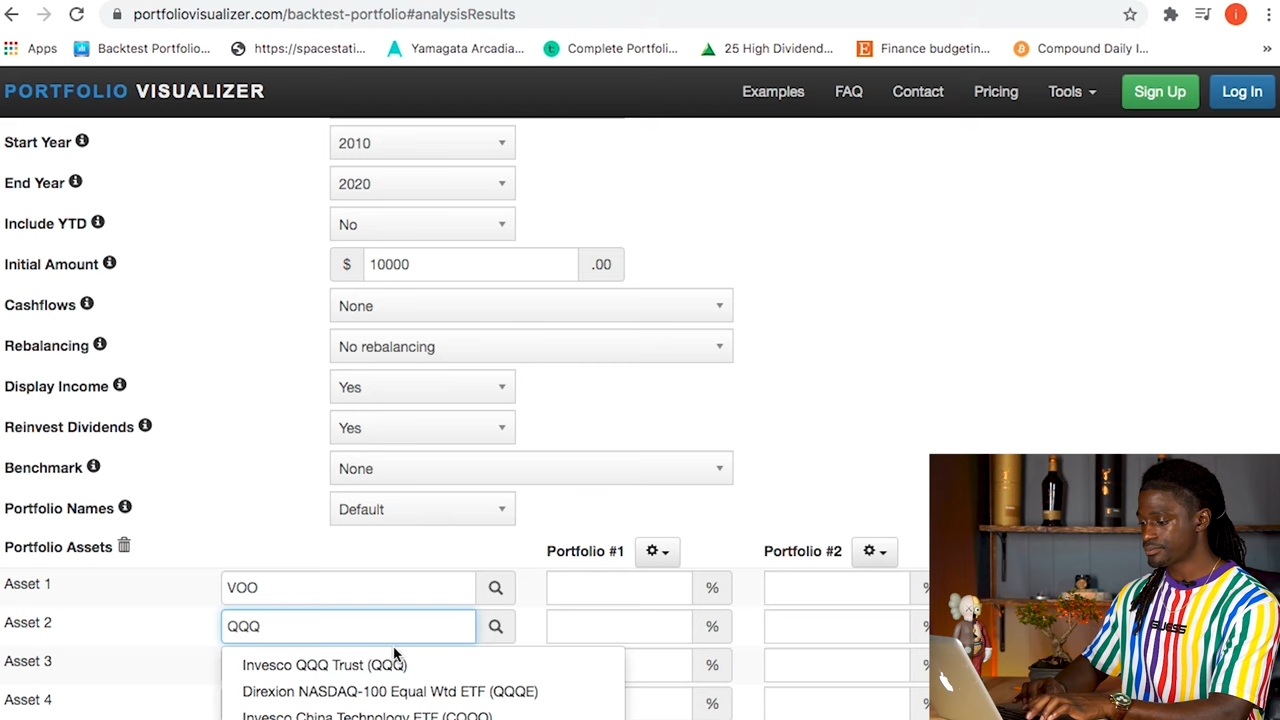 portfoliovisualizer.com/backtest-portfolio#analysisResults
Apps Backtest Portfolio... https://spacestati... Yamagata Arcadia... Complete Portfoli... 25 High Dividend... Finance budgetin... Compound Daily I... »
PORTFOLIO VISUALIZER Examples FAQ Contact Pricing Tools Sign Up Log In
Start Year 2010
End Year 2020
Include YTD No
Initial Amount $ 10000 .00
Cashflows None
Rebalancing No rebalancing
Display Income Yes
Reinvest Dividends Yes
Benchmark None
Portfolio Names Default
Portfolio Assets Portfolio #1 Portfolio #2
Asset 1 VOO % %
Asset 2 QQQ % %
Asset 3 Invesco QQQ Trust (QQQ) % %
Direxion NASDAQ-100 Equal Wtd ETF (QQQE)
Asset 4 Invesco China Technology ETF (CQQQ) % %
GUESS